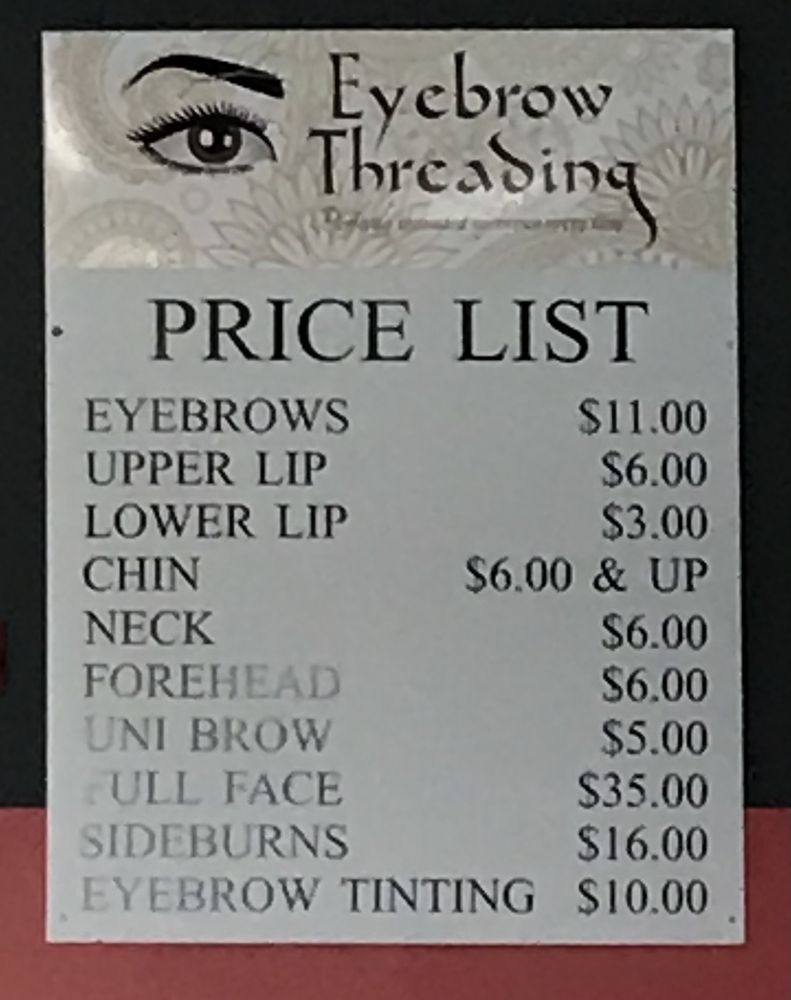 Eyebrow
Threading
PRICE LIST
EYEBROWS $11.00
UPPER LIP $6.00
LOWER LIP $3.00
CHIN $6.00 & UP
NECK $6.00
FOREHEAD $6.00
UNI BROW $5.00
FULL FACE $35.00
SIDEBURNS $16.00
EYEBROW TINTING $10.00